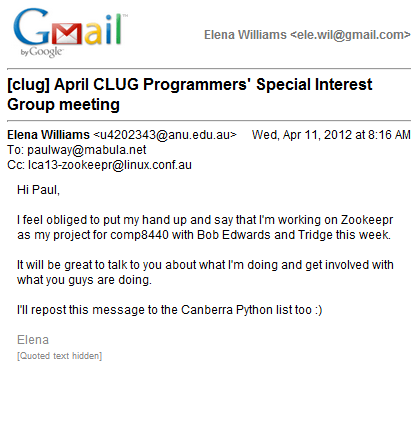 Gmail™
by Google
Elena Williams <ele.wil@gmail.com>
[clug] April CLUG Programmers' Special Interest
Group meeting
Elena Williams <u4202343@anu.edu.au> Wed, Apr 11, 2012 at 8:16 AM
To: paulway@mabula.net
Cc: lca13-zookeepr@linux.conf.au
Hi Paul,
I feel obliged to put my hand up and say that I'm working on Zookeepr
as my project for comp8440 with Bob Edwards and Tridge this week.
It will be great to talk to you about what I'm doing and get involved with
what you guys are doing.
I'll repost this message to the Canberra Python list too :)
Elena
[Quoted text hidden]